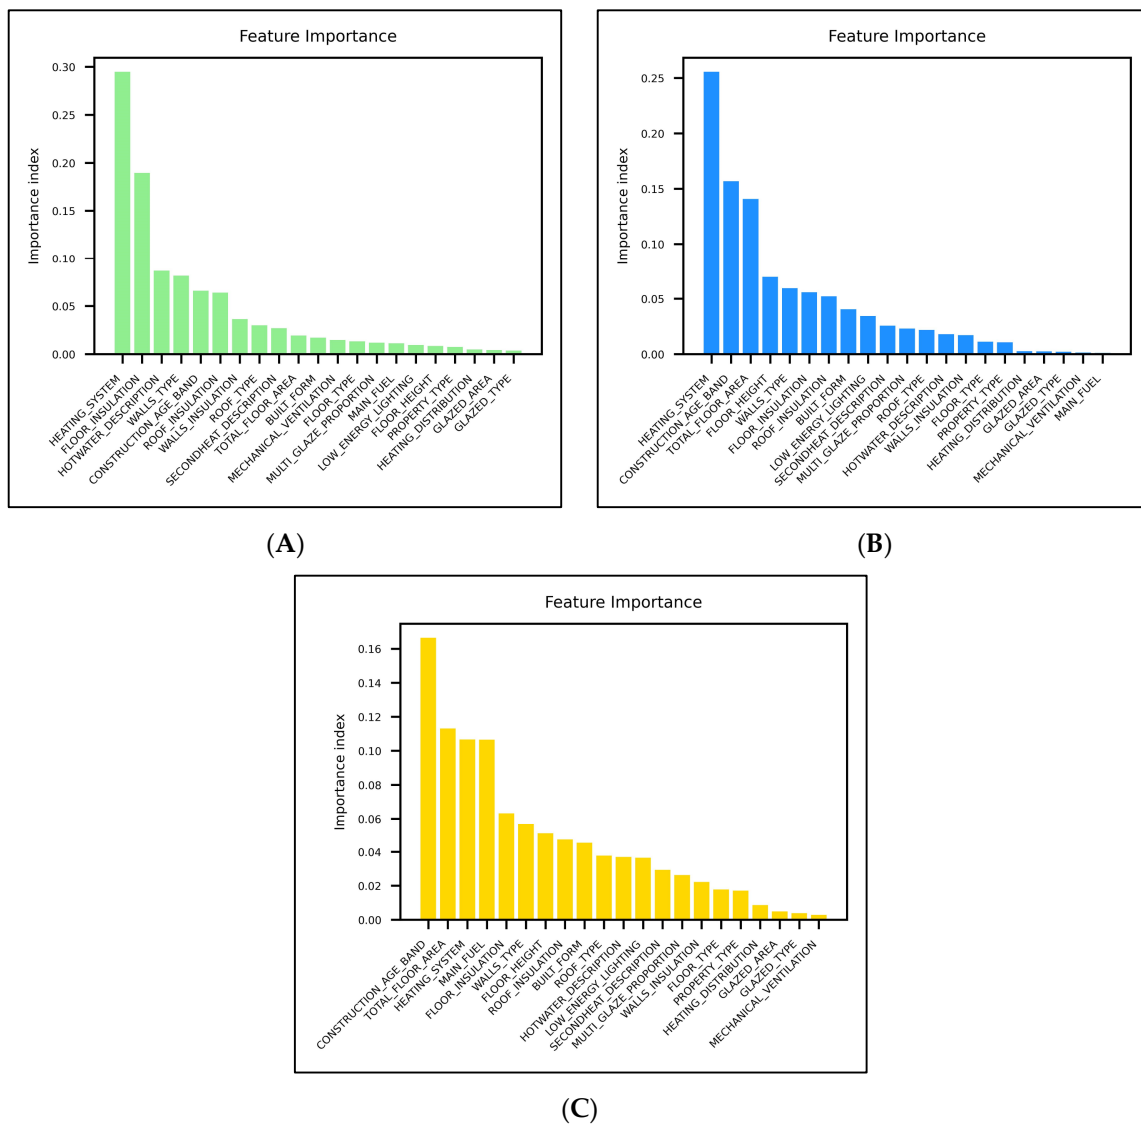 Feature Importance
Importance index
0.30
0.25
0.20
0.15
0.10
0.05
0.00
HEATING_SYSTEM
FLOOR_INSULATION
HOTWATER_DESCRIPTION
WALLS_TYPE
CONSTRUCTION_AGE_BAND
ROOF_INSULATION
WALLS_INSULATION
ROOF_TYPE
SECONDHEAT_DESCRIPTION
TOTAL_FLOOR_AREA
BUILT_FORM
MECHANICAL_VENTILATION
FLOOR_TYPE
MULTI_GLAZE_PROPORTION
MAIN_FUEL
LOW_ENERGY_LIGHTING
FLOOR_HEIGHT
PROPERTY_TYPE
HEATING_DISTRIBUTION
GLAZED_AREA
GLAZED_TYPE
(A)
Feature Importance
Importance index
0.25
0.20
0.15
0.10
0.05
0.00
HEATING_SYSTEM
CONSTRUCTION_AGE_BAND
TOTAL_FLOOR_AREA
FLOOR_HEIGHT
WALLS_TYPE
FLOOR_INSULATION
ROOF_INSULATION
BUILT_FORM
LOW_ENERGY_LIGHTING
SECONDHEAT_DESCRIPTION
MULTI_GLAZE_PROPORTION
ROOF_TYPE
HOTWATER_DESCRIPTION
WALLS_INSULATION
FLOOR_TYPE
PROPERTY_TYPE
HEATING_DISTRIBUTION
GLAZED_AREA
GLAZED_TYPE
MECHANICAL_VENTILATION
MAIN_FUEL
(B)
Feature Importance
Importance index
0.16
0.14
0.12
0.10
0.08
0.06
0.04
0.02
0.00
CONSTRUCTION_AGE_BAND
TOTAL_FLOOR_AREA
HEATING_SYSTEM
MAIN_FUEL
FLOOR_INSULATION
WALLS_TYPE
FLOOR_HEIGHT
ROOF_INSULATION
BUILT_FORM
ROOF_TYPE
HOTWATER_DESCRIPTION
LOW_ENERGY_LIGHTING
SECONDHEAT_DESCRIPTION
MULTI_GLAZE_PROPORTION
WALLS_INSULATION
FLOOR_TYPE
PROPERTY_TYPE
HEATING_DISTRIBUTION
GLAZED_AREA
GLAZED_TYPE
MECHANICAL_VENTILATION
(C)